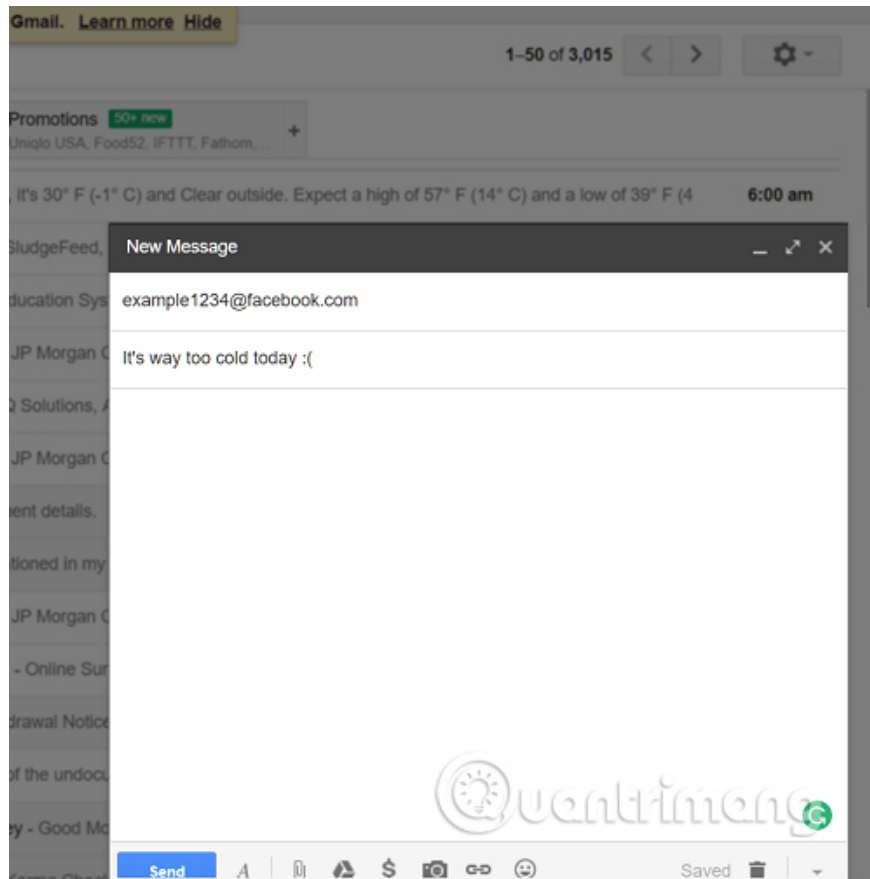 Gmail. Learn more Hide
1–50 of 3,015
Promotions 50+ new
Uniqlo USA, Food52, IFTTT, Fathom,...
, it's 30° F (-1° C) and Clear outside. Expect a high of 57° F (14° C) and a low of 39° F (4 6:00 am
SludgeFeed,
New Message
ducation Sys
example1234@facebook.com
JP Morgan C
It's way too cold today :(
Q Solutions, A
JP Morgan C
ent details.
tioned in my
JP Morgan C
- Online Sur
drawal Notice
of the undocu
Quantrimang
ey - Good Mo
Send
Saved